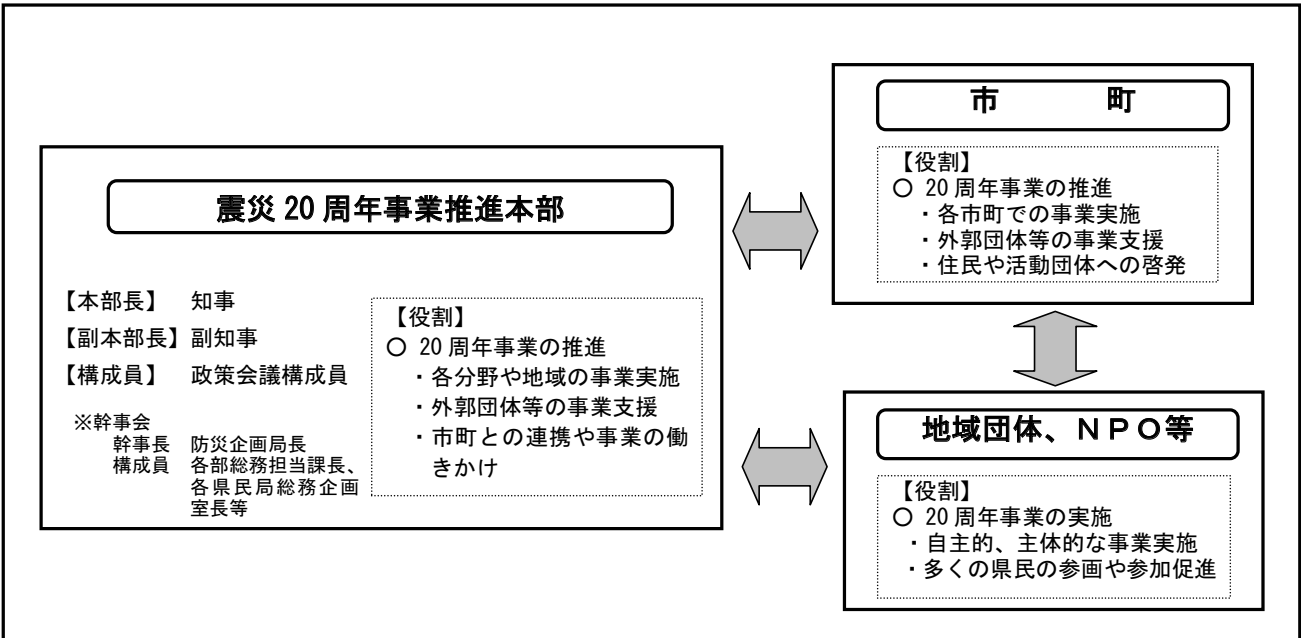 震災 20 周年事業推進本部
【本部長】 知事
【副本部長】副知事
【構成員】 政策会議構成員
※幹事会
幹事長 防災企画局長
構成員 各部総務担当課長、
各県民局総務企画
室長等
【役割】
○ 20 周年事業の推進
・各分野や地域の事業実施
・外郭団体等の事業支援
・市町との連携や事業の働
きかけ
市 町
【役割】
○ 20 周年事業の推進
・各市町での事業実施
・外郭団体等の事業支援
・住民や活動団体への啓発
地域団体、ＮＰＯ等
【役割】
○ 20 周年事業の実施
・自主的、主体的な事業実施
・多くの県民の参画や参加促進